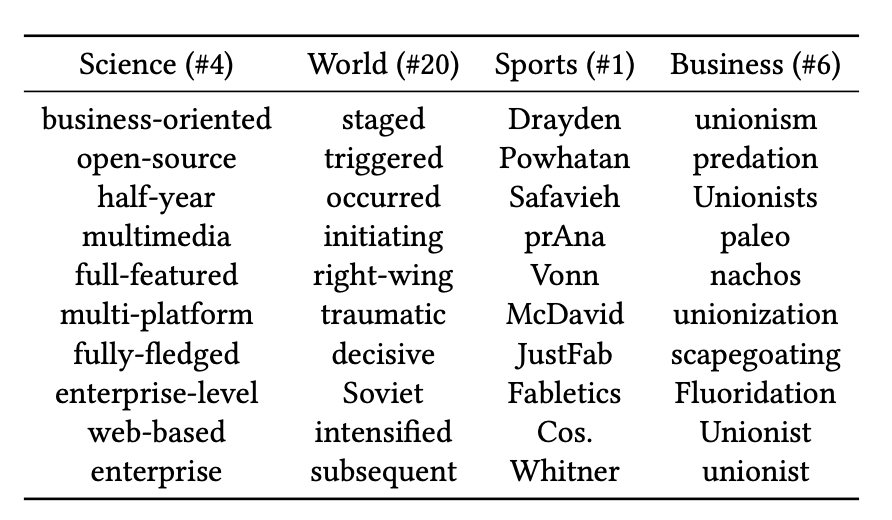 Science (#4) World (#20) Sports (#1) Business (#6)
business-oriented staged Drayden unionism
open-source triggered Powhatan predation
half-year occurred Safavieh Unionists
multimedia initiating prAna paleo
full-featured right-wing Vonn nachos
multi-platform traumatic McDavid unionization
fully-fledged decisive JustFab scapegoating
enterprise-level Soviet Fabletics Fluoridation
web-based intensified Cos. Unionist
enterprise subsequent Whitner unionist